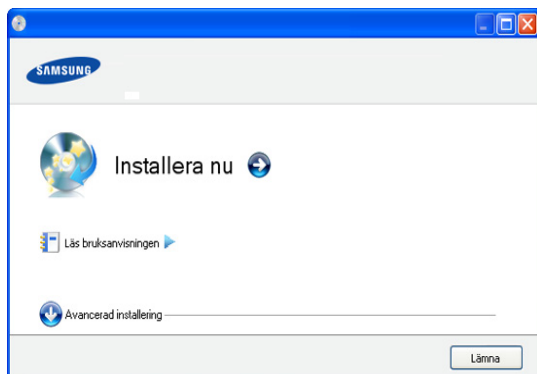 SAMSUNG
Installera nu
Läs bruksanvisningen
Avancerad installering
Lämna